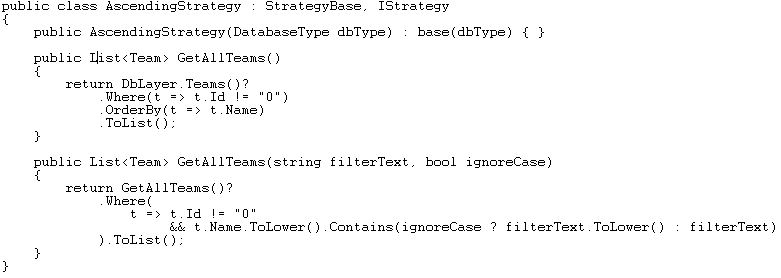 public class AscendingStrategy : StrategyBase, IStrategy
{
    public AscendingStrategy(DatabaseType dbType) : base(dbType) { }

    public List<Team> GetAllTeams()
    {
        return DbLayer.Teams()?
            .Where(t => t.Id != "0")
            .OrderBy(t => t.Name)
            .ToList();
    }

    public List<Team> GetAllTeams(string filterText, bool ignoreCase)
    {
        return GetAllTeams()?
            .Where(
                t => t.Id != "0"
                     && t.Name.ToLower().Contains(ignoreCase ? filterText.ToLower() : filterText)
            ).ToList();
    }
}